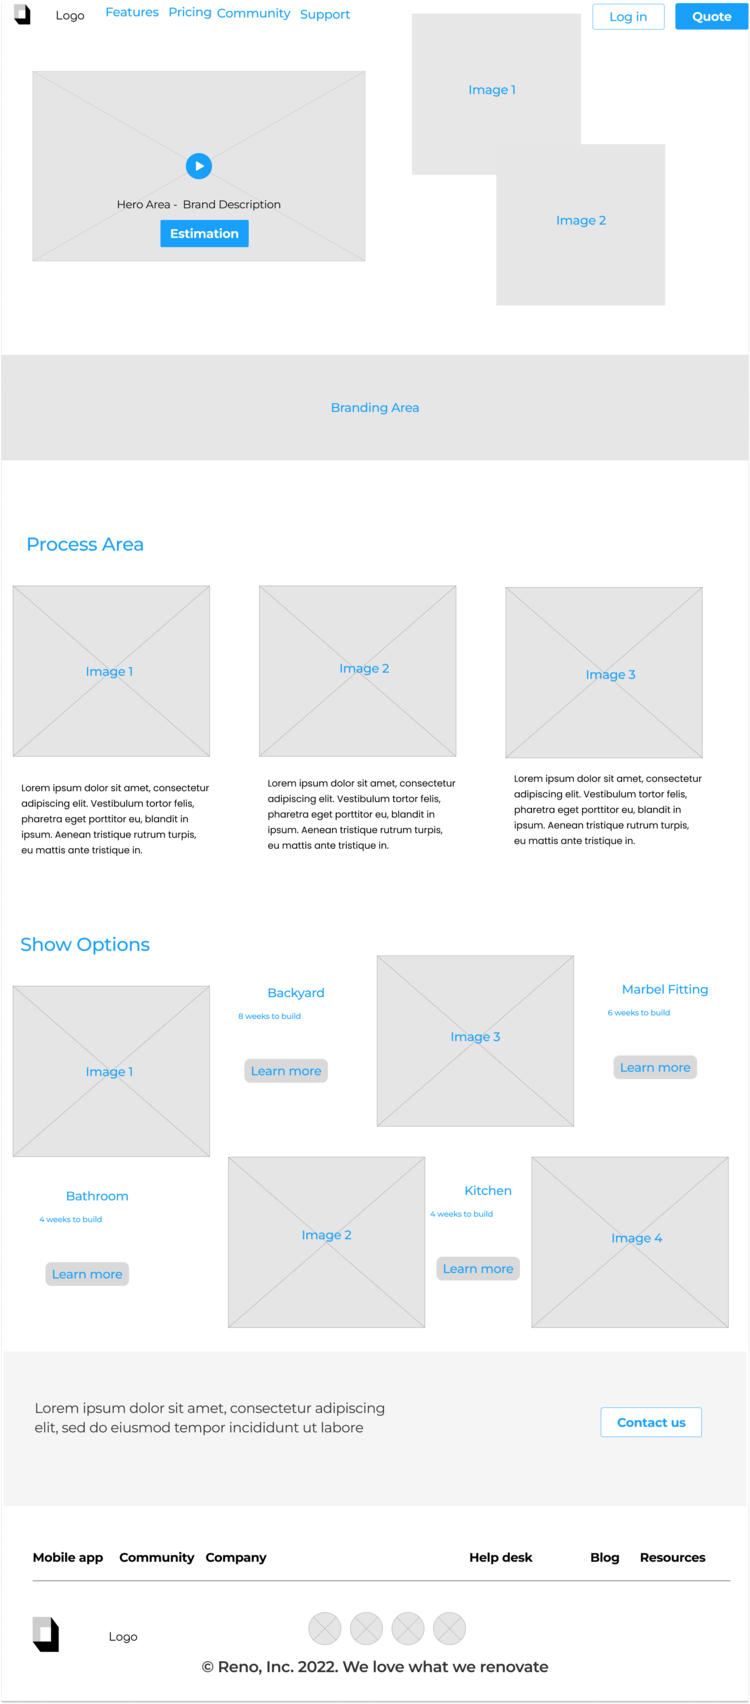 Logo
Features
Pricing
Community
Support
Log in
Quote
Image 1
Image 2
Hero Area - Brand Description
Estimation
Branding Area
Process Area
Image 1
Image 2
Image 3
Lorem ipsum dolor sit amet, consectetur
adipiscing elit. Vestibulum tortor felis,
pharetra eget porttitor eu, blandit in
ipsum. Aenean tristique rutrum turpis,
eu mattis ante tristique in.
Lorem ipsum dolor sit amet, consectetur
adipiscing elit. Vestibulum tortor felis,
pharetra eget porttitor eu, blandit in
ipsum. Aenean tristique rutrum turpis,
eu mattis ante tristique in.
Lorem ipsum dolor sit amet, consectetur
adipiscing elit. Vestibulum tortor felis,
pharetra eget porttitor eu, blandit in
ipsum. Aenean tristique rutrum turpis,
eu mattis ante tristique in.
Show Options
Image 1
Backyard
8 weeks to build
Learn more
Image 3
Marbel Fitting
6 weeks to build
Learn more
Bathroom
4 weeks to build
Learn more
Image 2
Kitchen
4 weeks to build
Learn more
Image 4
Lorem ipsum dolor sit amet, consectetur adipiscing
elit, sed do eiusmod tempor incididunt ut labore
Contact us
Mobile app
Community
Company
Help desk
Blog
Resources
Logo
© Reno, Inc. 2022. We love what we renovate